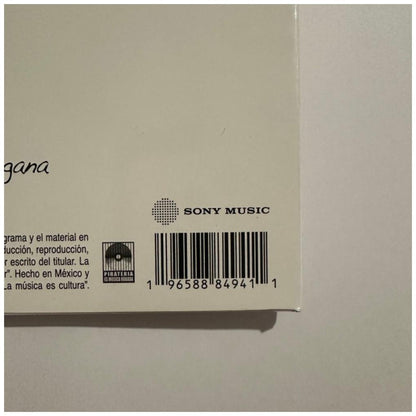 gana
SONY MUSIC
grama y el material en
ducción, reproducción,
r escrito del titular. La
r". Hecho en México y
La música es cultura".
PIRATERIA
1 96588 84941 1